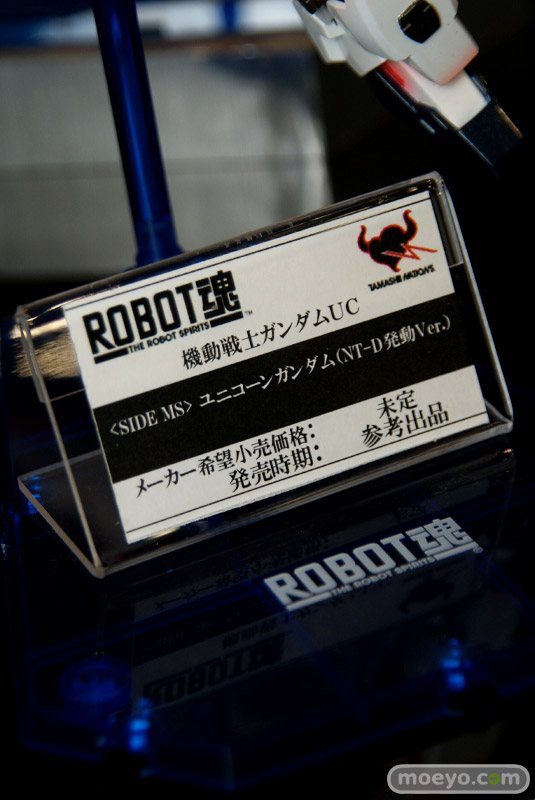 ROBOT魂™
THE ROBOT SPIRITS
TAMASHII NATIONS
機動戦士ガンダムUC
〈SIDE MS〉 ユニコーンガンダム(NT-D発動Ver.)
メーカー希望小売価格： 未定
発売時期： 参考出品
ROBOT魂
THE ROBOT SPIRITS
moeyo.com